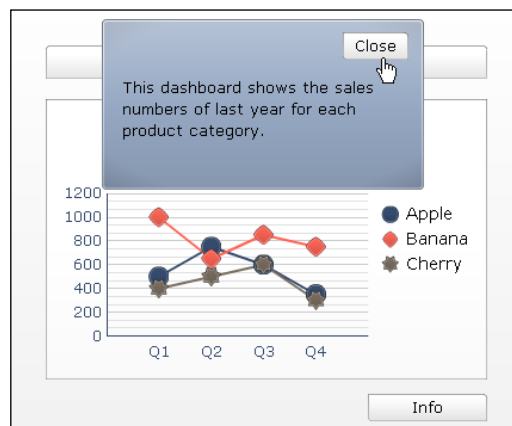 Close
This dashboard shows the sales
numbers of last year for each
product category.
1200
1000
800
600
400
200
0
Q1 Q2 Q3 Q4
Apple
Banana
Cherry
Info